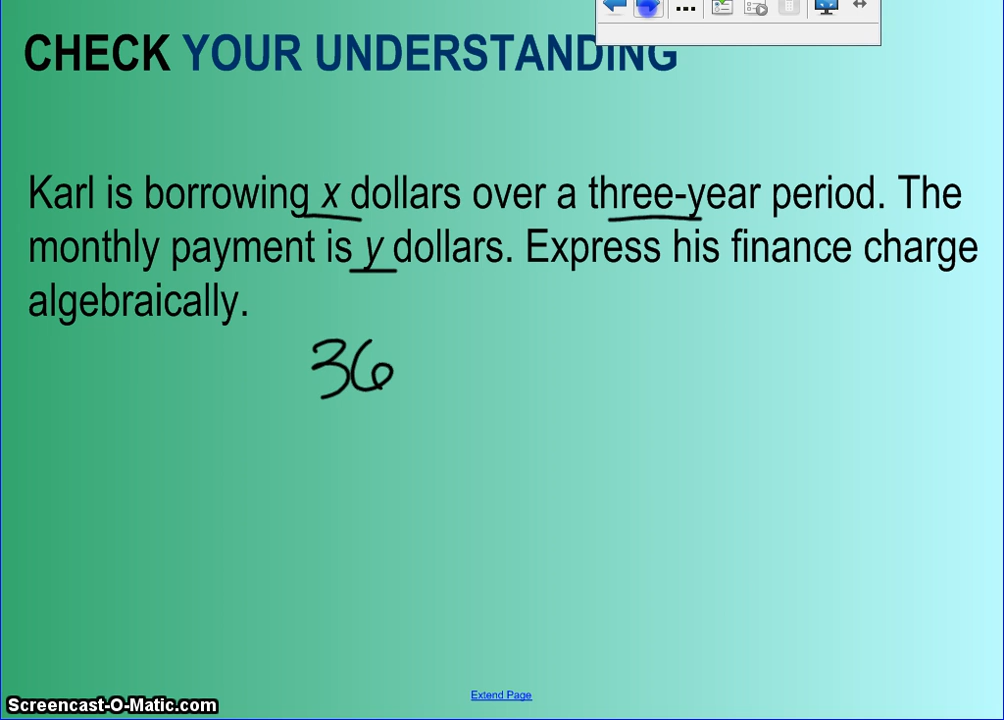 CHECK YOUR UNDERSTANDING
Karl is borrowing x dollars over a three-year period. The
monthly payment is y dollars. Express his finance charge
algebraically.
36
Extend Page
Screencast-O-Matic.com